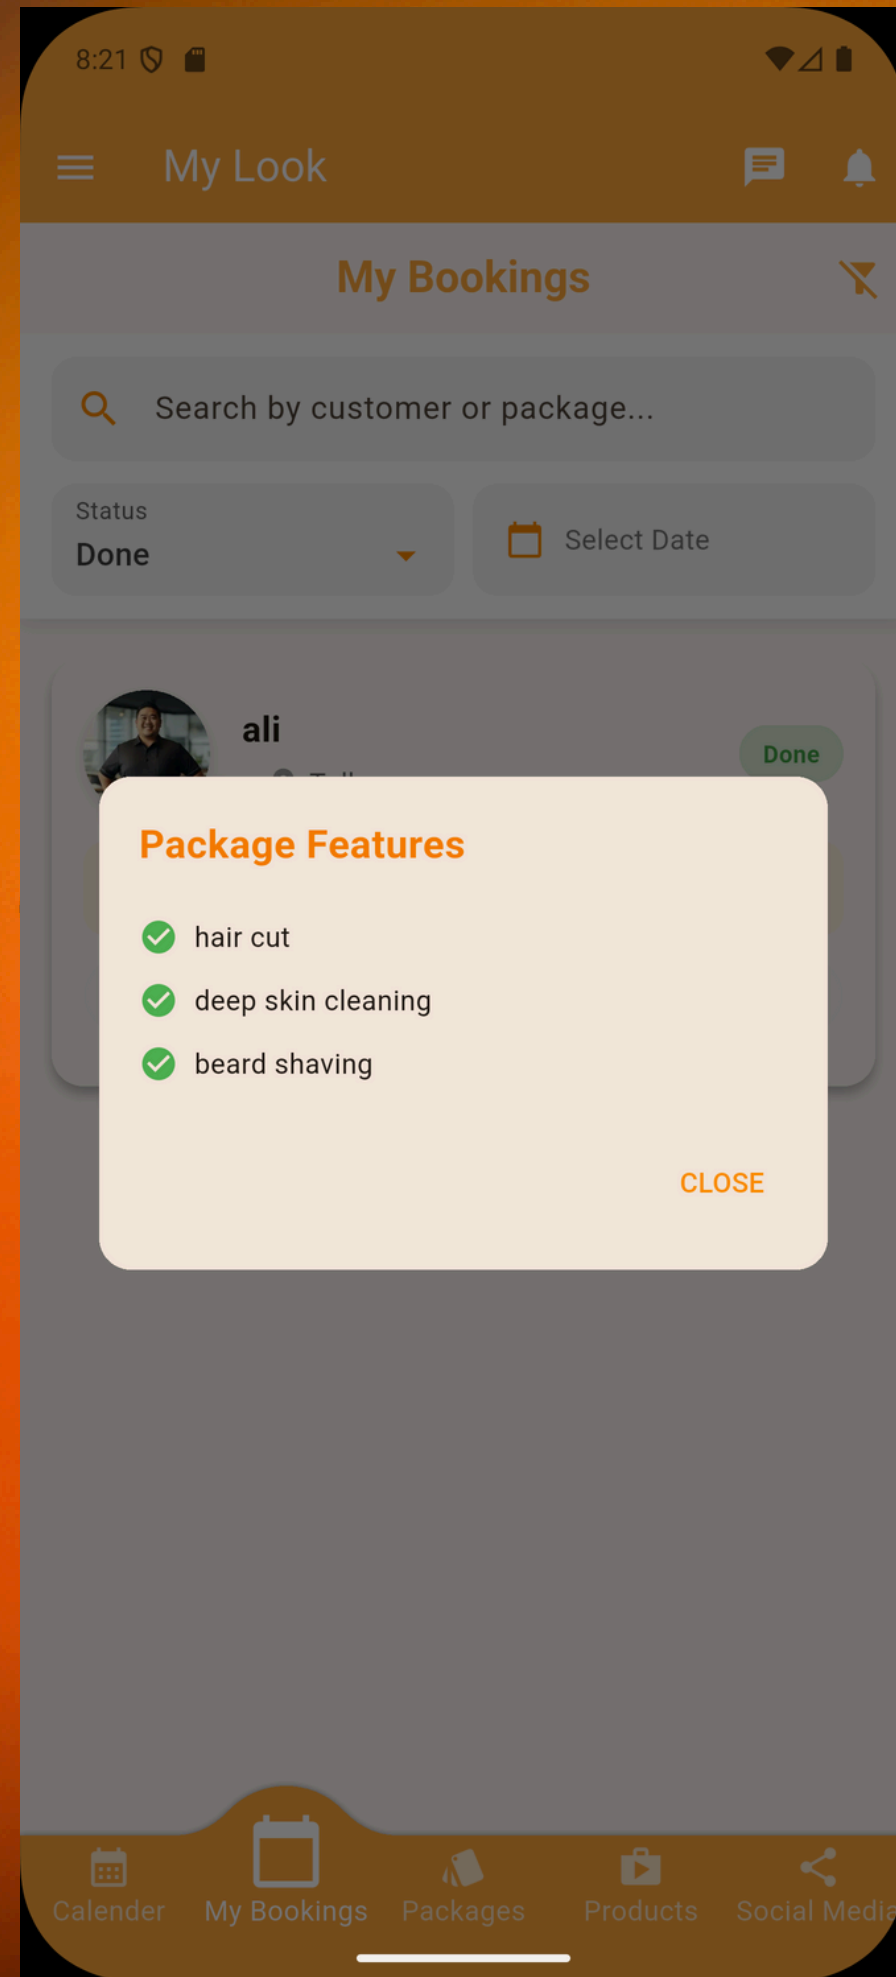 8:21
My Look
My Bookings
Search by customer or package...
Status
Done
Select Date
ali
Done
Package Features
hair cut
deep skin cleaning
beard shaving
CLOSE
Calender
My Bookings
Packages
Products
Social Media